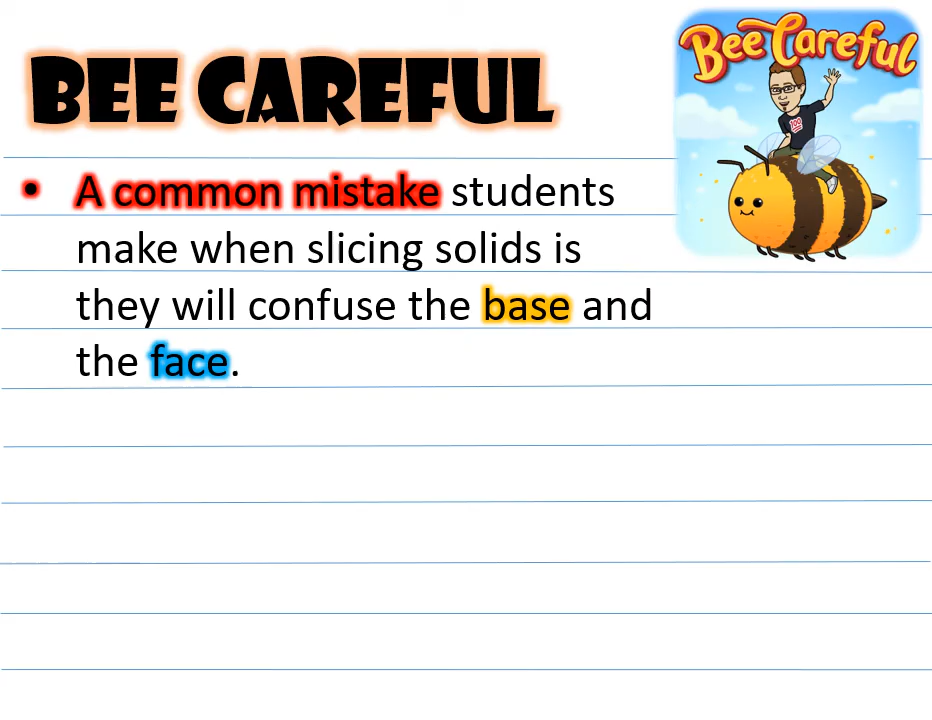 BEE CAREFUL
Bee Careful
100
• A common mistake students
make when slicing solids is
they will confuse the base and
the face.